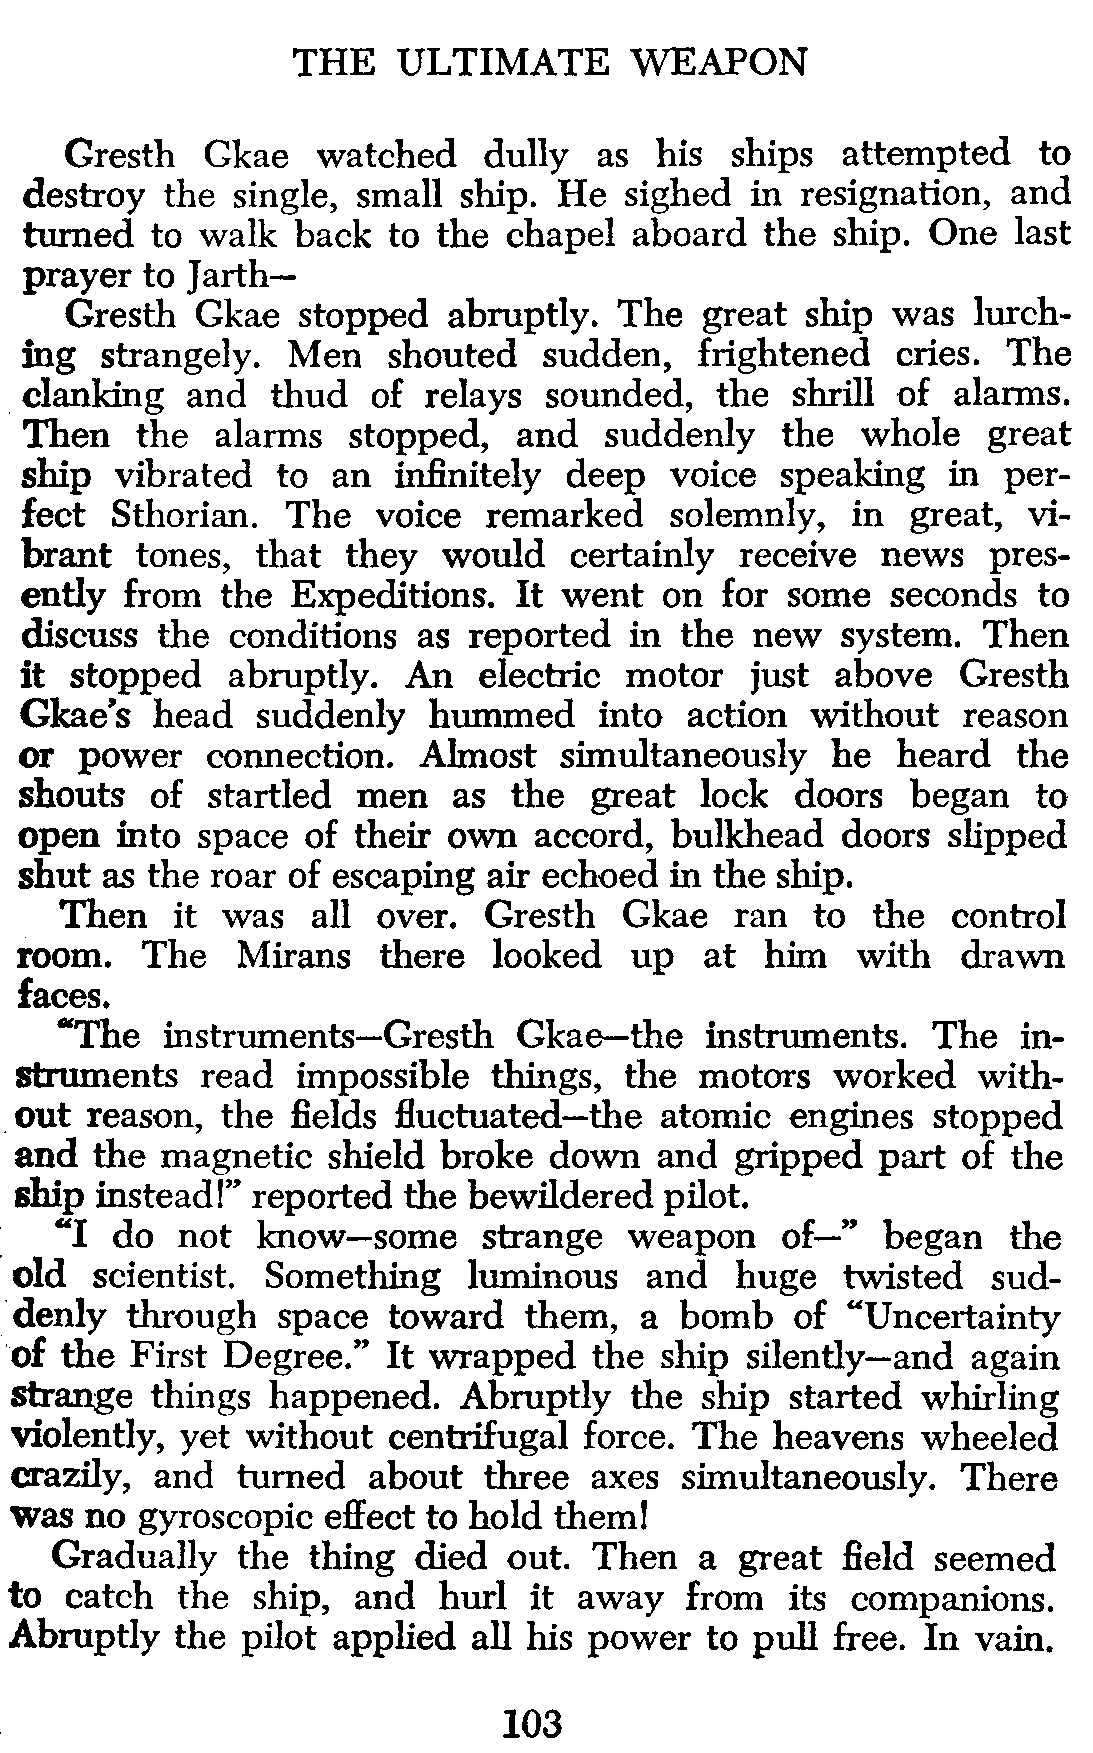 THE ULTIMATE WEAPON
Gresth Gkae watched dully as his ships attempted to
destroy the single, small ship. He sighed in resignation, and
turned to walk back to the chapel aboard the ship. One last
prayer to Jarth—
Gresth Gkae stopped abruptly. The great ship was lurch-
ing strangely. Men shouted sudden, frightened cries. The
clanking and thud of relays sounded, the shrill of alarms.
Then the alarms stopped, and suddenly the whole great
ship vibrated to an infinitely deep voice speaking in per-
fect Sthorian. The voice remarked solemnly, in great, vi-
brant tones, that they would certainly receive news pres-
ently from the Expeditions. It went on for some seconds to
discuss the conditions as reported in the new system. Then
it stopped abruptly. An electric motor just above Gresth
Gkae's head suddenly hummed into action without reason
or power connection. Almost simultaneously he heard the
shouts of startled men as the great lock doors began to
open into space of their own accord, bulkhead doors slipped
shut as the roar of escaping air echoed in the ship.
Then it was all over. Gresth Gkae ran to the control
room. The Mirans there looked up at him with drawn
faces.
“The instruments—Gresth Gkae—the instruments. The in-
struments read impossible things, the motors worked with-
out reason, the fields fluctuated—the atomic engines stopped
and the magnetic shield broke down and gripped part of the
ship instead!” reported the bewildered pilot.
“I do not know—some strange weapon of—” began the
old scientist. Something luminous and huge twisted sud-
denly through space toward them, a bomb of “Uncertainty
of the First Degree.” It wrapped the ship silently—and again
strange things happened. Abruptly the ship started whirling
violently, yet without centrifugal force. The heavens wheeled
crazily, and turned about three axes simultaneously. There
was no gyroscopic effect to hold them!
Gradually the thing died out. Then a great field seemed
to catch the ship, and hurl it away from its companions.
Abruptly the pilot applied all his power to pull free. In vain.
103